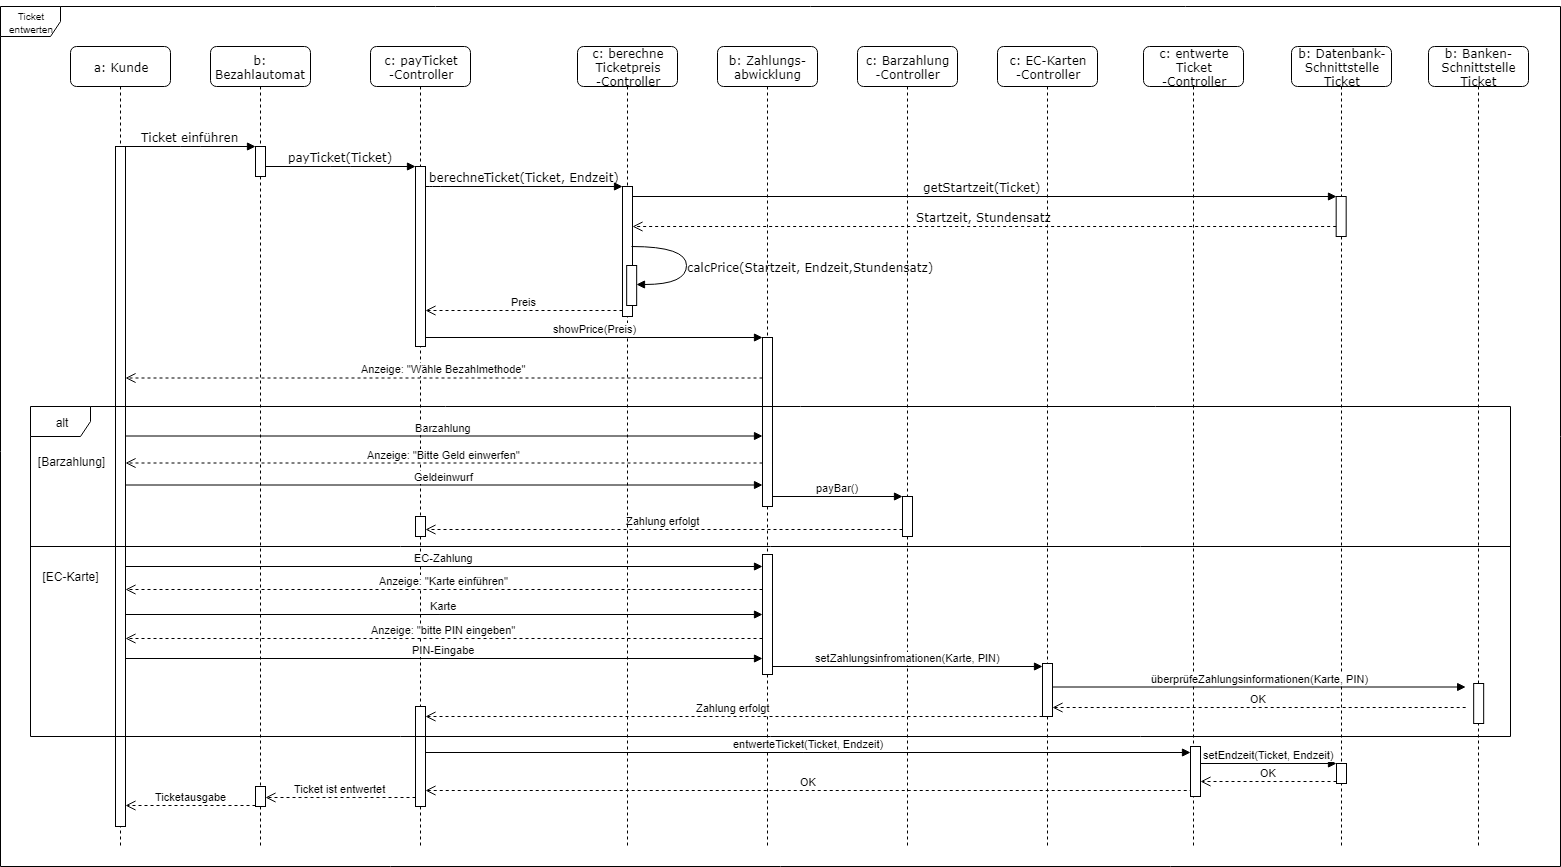 Ticket
entwerten
a: Kunde
b:
Bezahlautomat
c: payTicket
-Controller
c: berechne
Ticketpreis
-Controller
b: Zahlungs-
abwicklung
c: Barzahlung
-Controller
c: EC-Karten
-Controller
c: entwerte
Ticket
-Controller
b: Datenbank-
Schnittstelle
Ticket
b: Banken-
Schnittstelle
Ticket
Ticket einführen
payTicket(Ticket)
berechneTicket(Ticket, Endzeit)
getStartzeit(Ticket)
Startzeit, Stundensatz
calcPrice(Startzeit, Endzeit,Stundensatz)
Preis
showPrice(Preis)
Anzeige: "Wähle Bezahlmethode"
alt
Barzahlung
[Barzahlung]
Anzeige: "Bitte Geld einwerfen"
Geldeinwurf
payBar()
Zahlung erfolgt
EC-Zahlung
[EC-Karte]
Anzeige: "Karte einführen"
Karte
Anzeige: "bitte PIN eingeben"
PIN-Eingabe
setZahlungsinfromationen(Karte, PIN)
überprüfeZahlungsinformationen(Karte, PIN)
OK
Zahlung erfolgt
entwerteTicket(Ticket, Endzeit)
setEndzeit(Ticket, Endzeit)
OK
OK
Ticket ist entwertet
Ticketausgabe